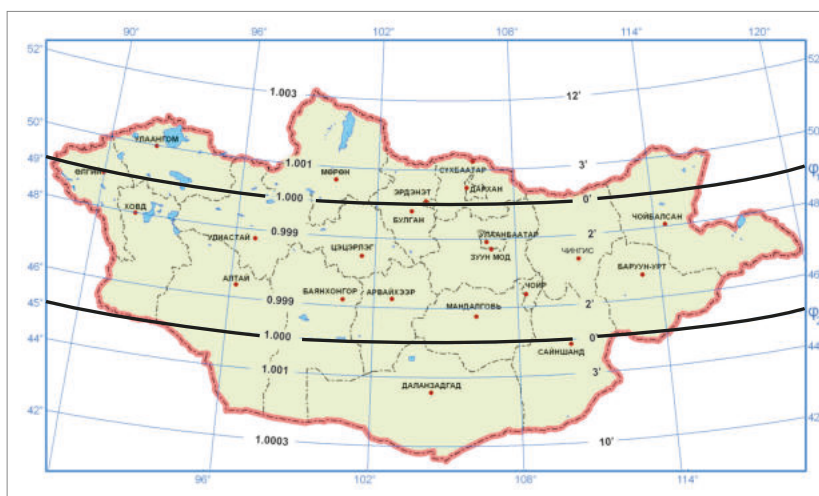 90° 96° 102° 108° 114° 120°
52° 52°
1.003 12'
50° 50°
УЛААНГОМ
49°
1.001 СҮХБААТАР 3'
ӨЛГИЙ МӨРӨН
ДАРХАН
48° 1.000 ЭРДЭНЭТ 0' 48°
ХОВД БУЛГАН
ЧОЙБАЛСАН
0.999 УЛААНБААТАР 2'
УЛИАСТАЙ
ЦЭЦЭРЛЭГ ЗУУН МОД ЧИНГИС
46° БАРУУН-УРТ 46°
АЛТАЙ
БАЯНХОНГОР АРВАЙХЭЭР ЧОЙР
45° 0.999 2'
МАНДАЛГОВЬ
44° 1.000 0' 44°
САЙНШАНД
1.001 3'
ДАЛАНЗАДГАД
42° 42°
1.0003 10'
96° 102° 108° 114°